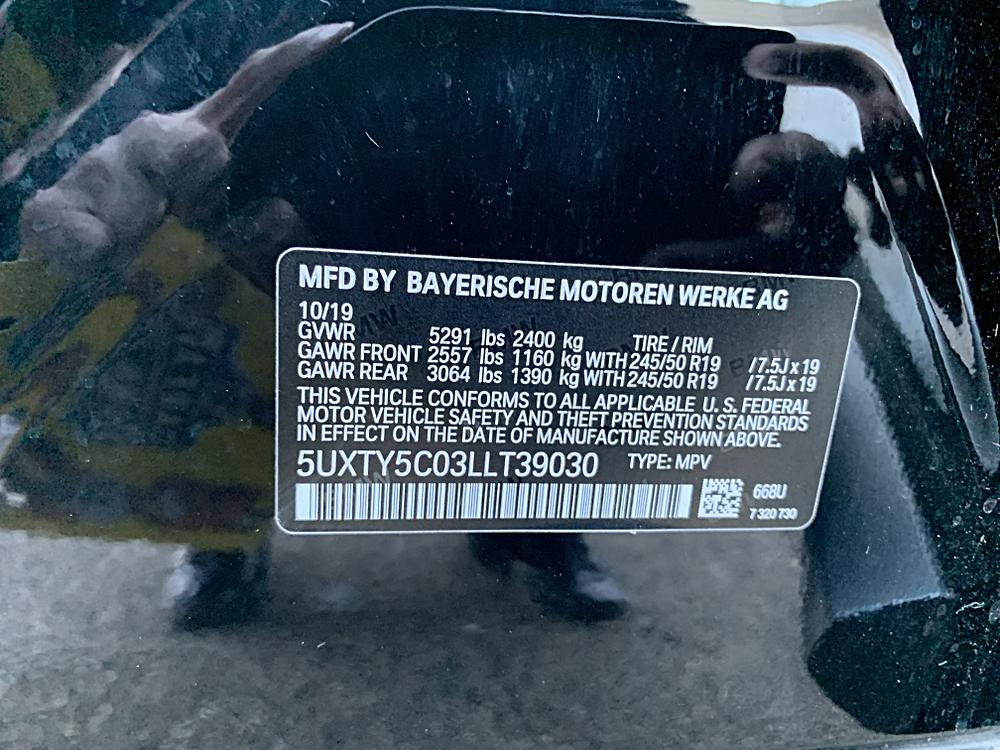 MFD BY BAYERISCHE MOTOREN WERKE AG
10/19
GVWR 5291 lbs 2400 kg TIRE / RIM
GAWR FRONT 2557 lbs 1160 kg WITH 245/50 R19 / 7.5J x 19
GAWR REAR 3064 lbs 1390 kg WITH 245/50 R19 / 7.5J x 19
THIS VEHICLE CONFORMS TO ALL APPLICABLE U. S. FEDERAL
MOTOR VEHICLE SAFETY AND THEFT PREVENTION STANDARDS
IN EFFECT ON THE DATE OF MANUFACTURE SHOWN ABOVE.
5UXTY5C03LLT39030 TYPE: MPV
668U
7 320 730